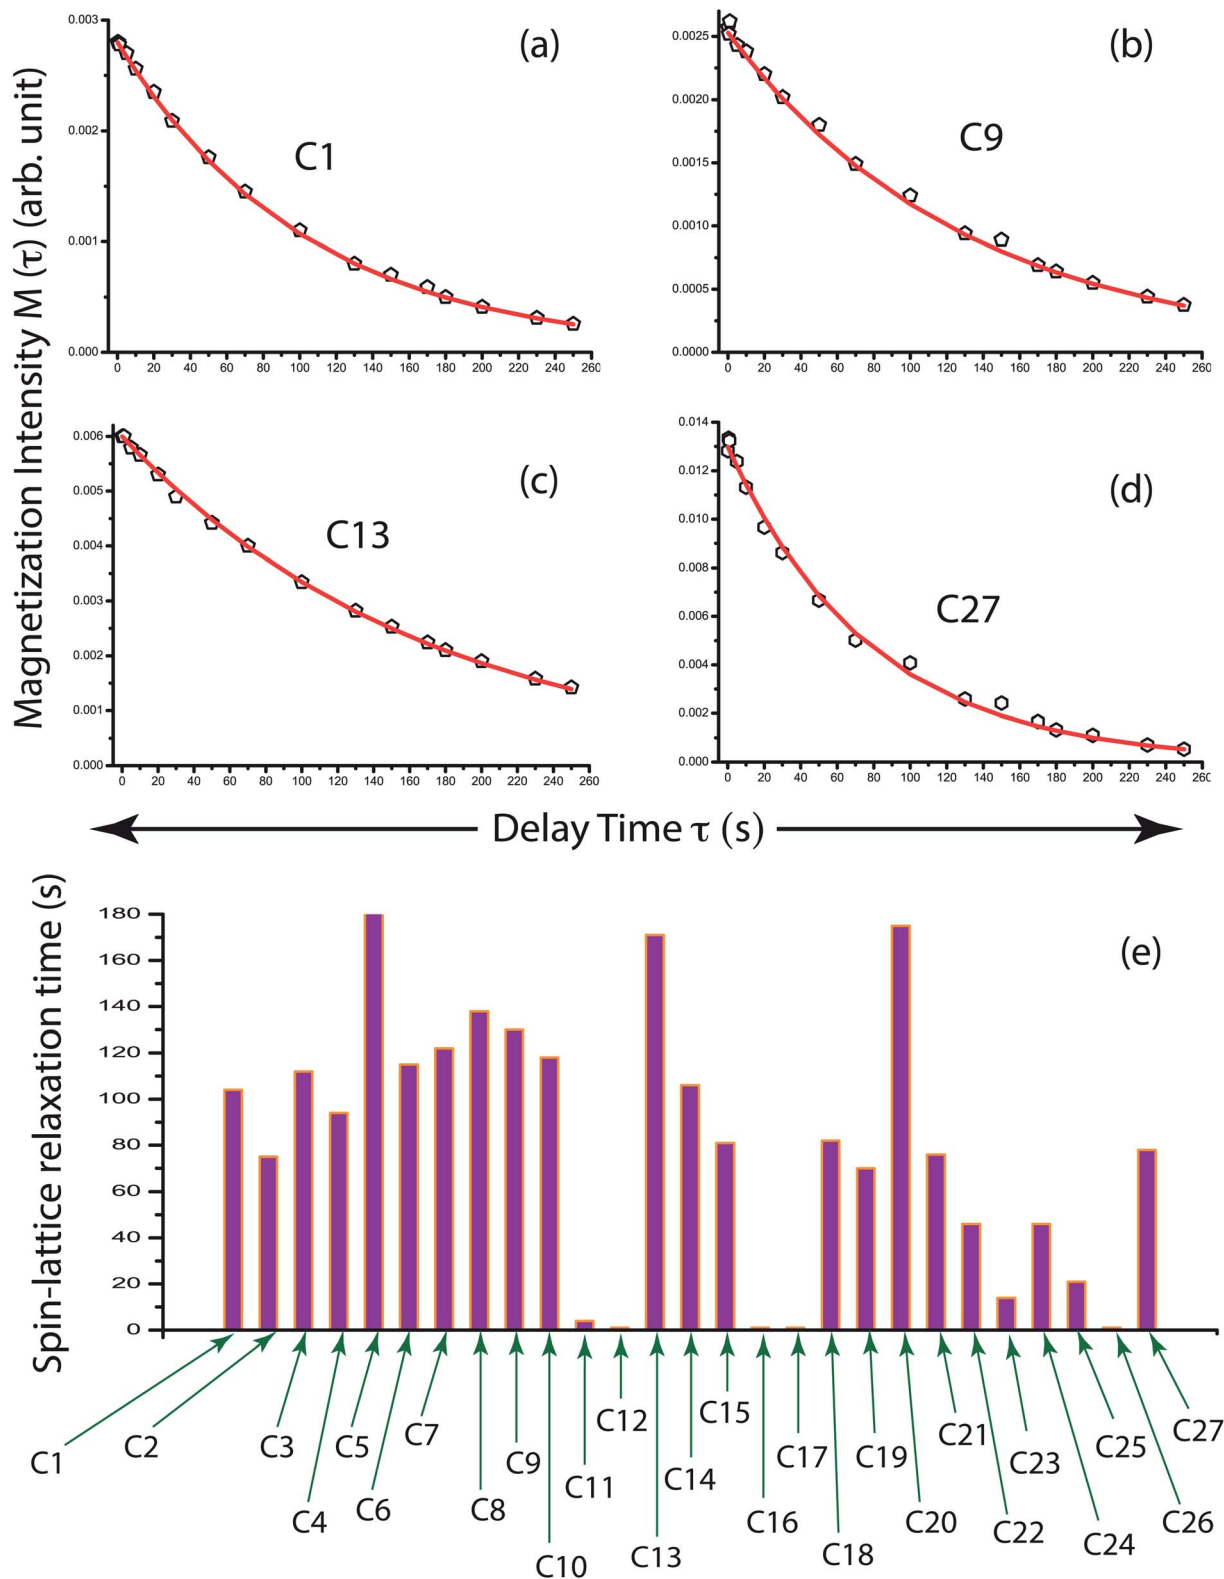 Magnetization Intensity M (τ) (arb. unit)
0.003
0.002
0.001
0.000
(a)
C1
0 20 40 60 80 100 120 140 160 180 200 220 240 260
0.0025
0.0020
0.0015
0.0010
0.0005
0.0000
(b)
C9
0 20 40 60 80 100 120 140 160 180 200 220 240 260
0.006
0.005
0.004
0.003
0.002
0.001
0.000
(c)
C13
0 20 40 60 80 100 120 140 160 180 200 220 240 260
0.014
0.012
0.010
0.008
0.006
0.004
0.002
0.000
(d)
C27
0 20 40 60 80 100 120 140 160 180 200 220 240 260
Delay Time τ (s)
Spin-lattice relaxation time (s)
180
160
140
120
100
80
60
40
20
0
(e)
C1
C2
C3
C4
C5
C6
C7
C8
C9
C10
C11
C12
C13
C14
C15
C16
C17
C18
C19
C20
C21
C22
C23
C24
C25
C26
C27